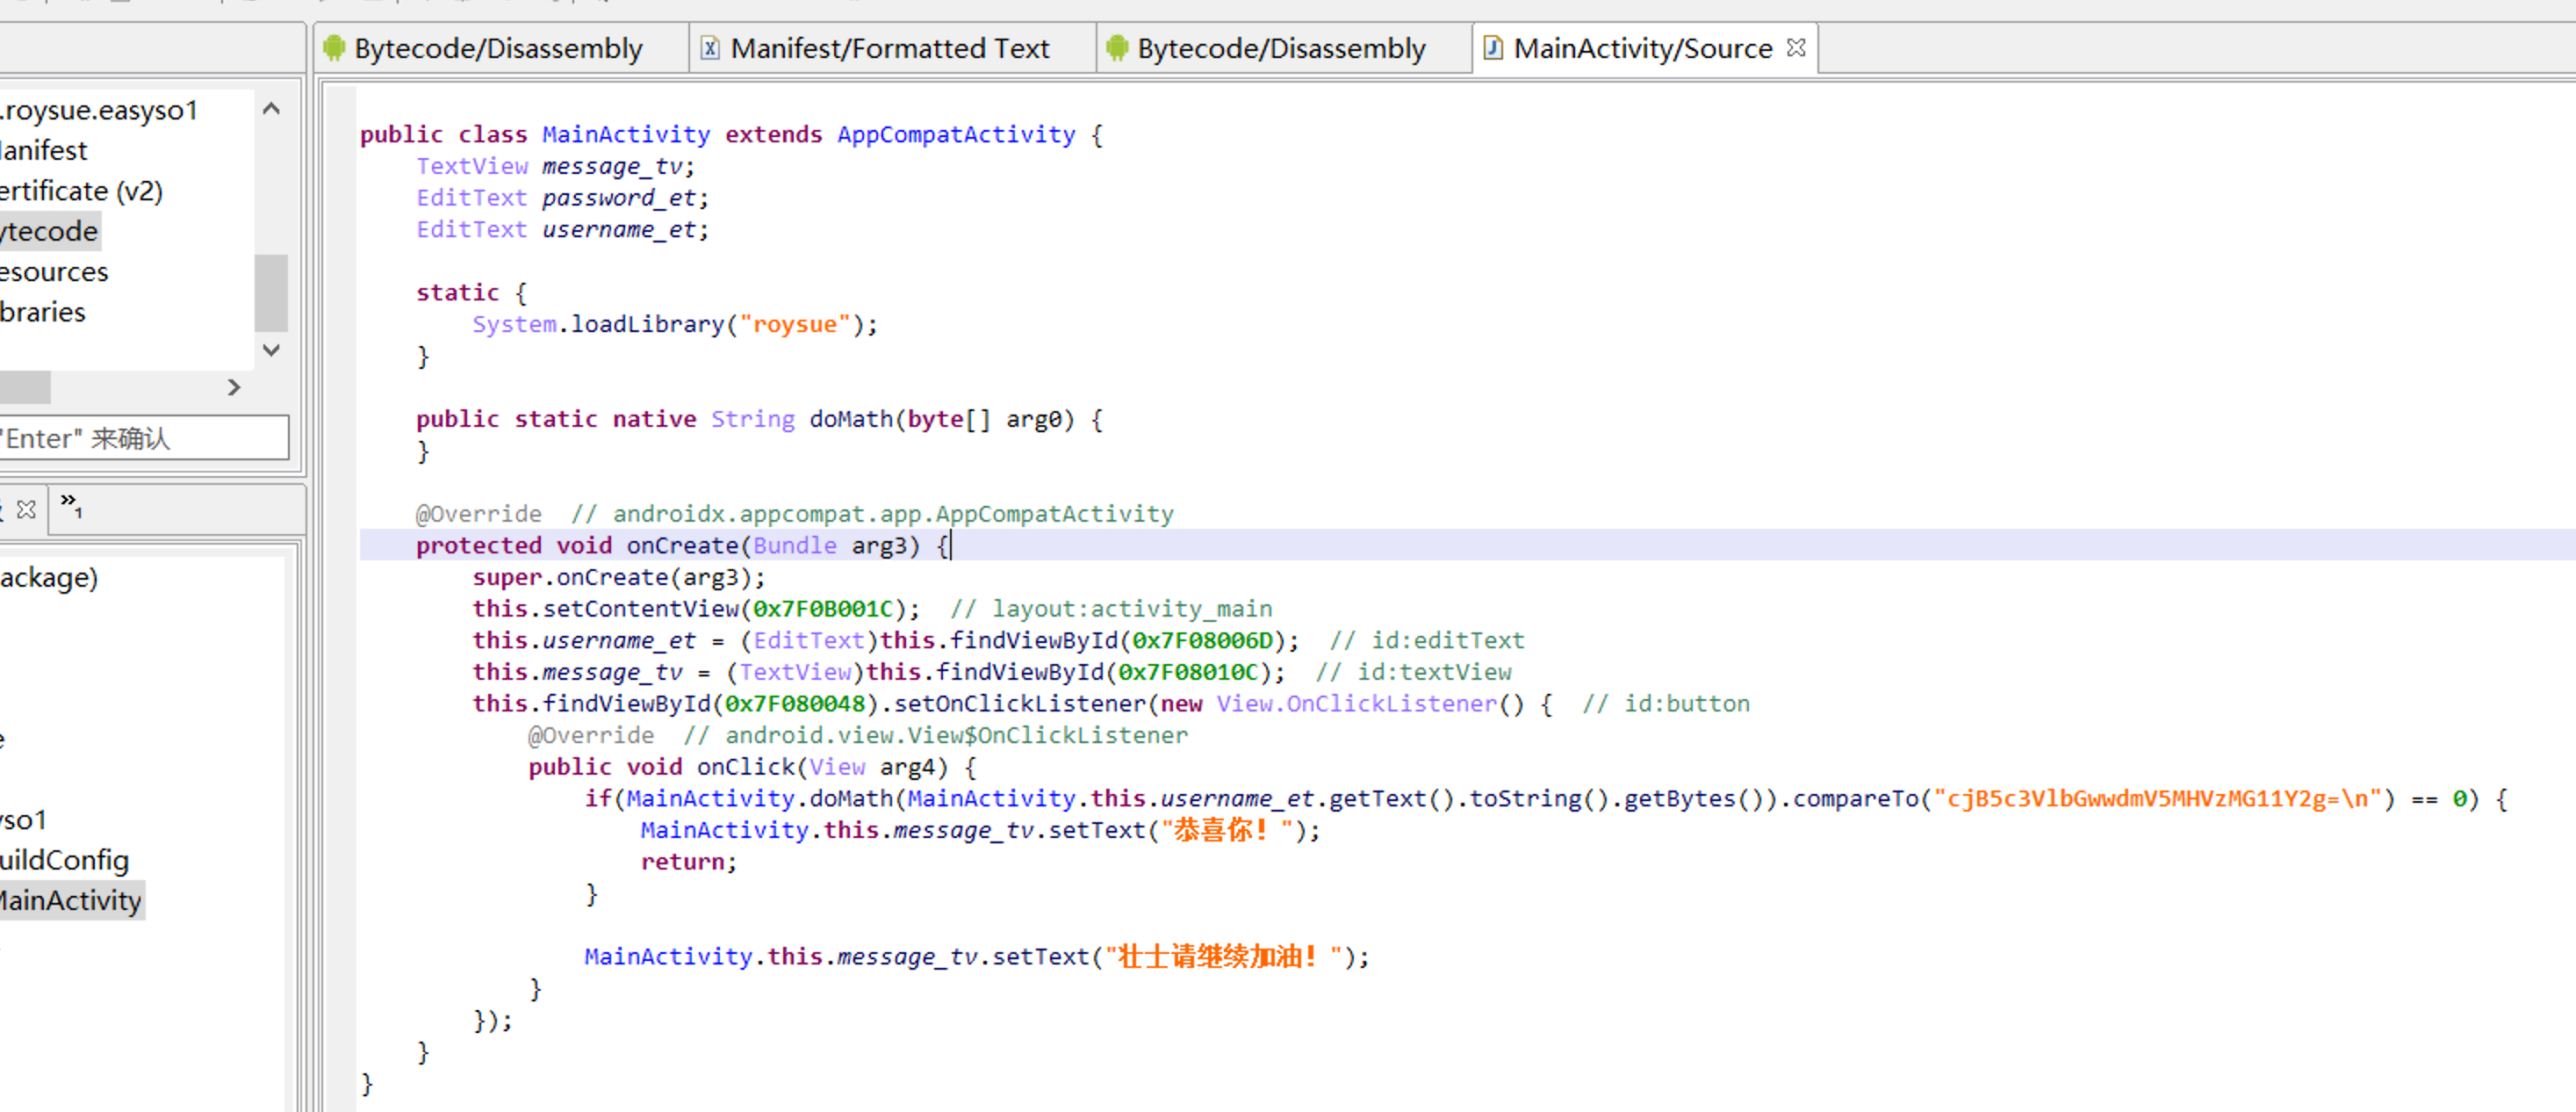 Bytecode/Disassembly
Manifest/Formatted Text
Bytecode/Disassembly
MainActivity/Source
.roysue.easyso1
anifest
ertificate (v2)
ytecode
esources
braries
"Enter" 来确认
»1
ackage)
e
so1
uildConfig
MainActivity
public class MainActivity extends AppCompatActivity {
TextView message_tv;
EditText password_et;
EditText username_et;
static {
System.loadLibrary("roysue");
}
public static native String doMath(byte[] arg0) {
}
@Override // androidx.appcompat.app.AppCompatActivity
protected void onCreate(Bundle arg3) {
super.onCreate(arg3);
this.setContentView(0x7F0B001C); // layout:activity_main
this.username_et = (EditText)this.findViewById(0x7F08006D); // id:editText
this.message_tv = (TextView)this.findViewById(0x7F08010C); // id:textView
this.findViewById(0x7F080048).setOnClickListener(new View.OnClickListener() { // id:button
@Override // android.view.View$OnClickListener
public void onClick(View arg4) {
if(MainActivity.doMath(MainActivity.this.username_et.getText().toString().getBytes()).compareTo("cjB5c3VlbGwwdmV5MHVzMG11Y2g=\n") == 0) {
MainActivity.this.message_tv.setText("恭喜你！");
return;
}
MainActivity.this.message_tv.setText("壮士请继续加油！");
}
});
}
}